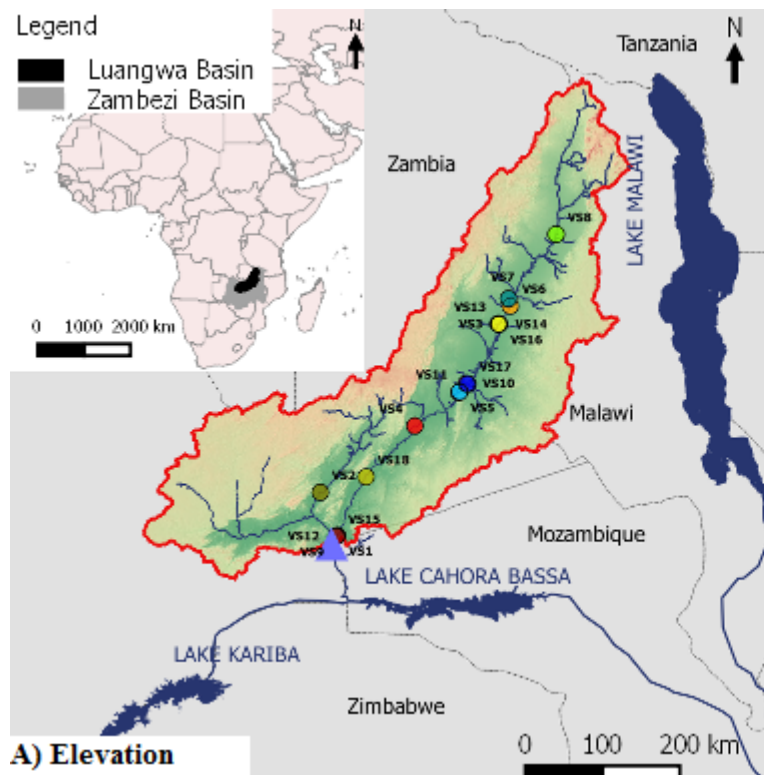 Legend
N
Luangwa Basin
Zambezi Basin
0 1000 2000 km
N
Tanzania
Zambia
LAKE MALAWI
VS8
VS7
VS6
VS13
VS3
VS14
VS16
VS17
VS11
VS10
VS5
VS4
Malawi
VS18
VS2
VS15
VS12
VS9
VS1
Mozambique
LAKE CAHORA BASSA
LAKE KARIBA
Zimbabwe
A) Elevation
0 100 200 km